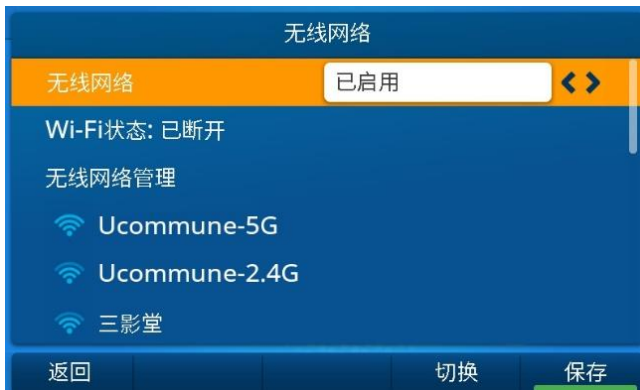 无线网络
无线网络 已启用
Wi-Fi状态: 已断开
无线网络管理
Ucommune-5G
Ucommune-2.4G
三影堂
返回 切换 保存